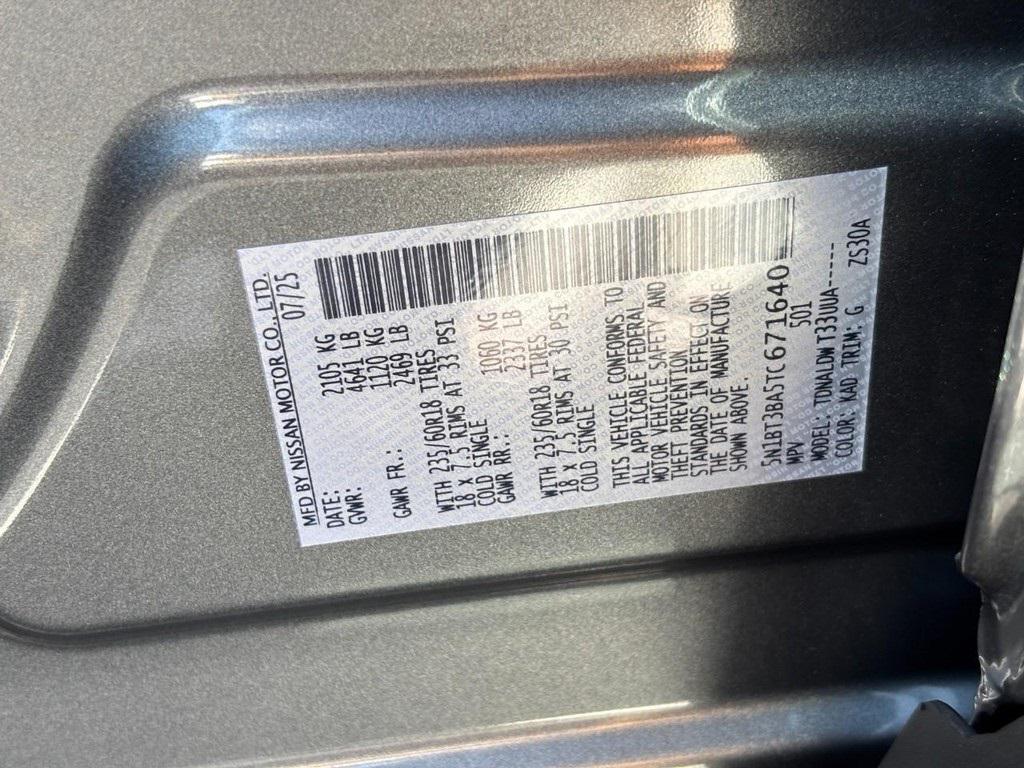 MFD BY NISSAN MOTOR CO., LTD.
DATE: 07/25
GVWR: 2105 KG
4641 LB
GAWR FR.: 1120 KG
2469 LB
WITH 235/60R18 TIRES
18 X 7.5 RIMS AT 33 PSI
COLD SINGLE
GAWR RR.: 1060 KG
2337 LB
WITH 235/60R18 TIRES
18 X 7.5 RIMS AT 30 PSI
COLD SINGLE
THIS VEHICLE CONFORMS TO
ALL APPLICABLE FEDERAL
MOTOR VEHICLE SAFETY AND
THEFT PREVENTION
STANDARDS IN EFFECT ON
THE DATE OF MANUFACTURE
SHOWN ABOVE.
5N1BT3BA5TC671640
MPV 501
MODEL: TDNALDWT33UUA-----
COLOR: KAD TRIM: G ZS30A